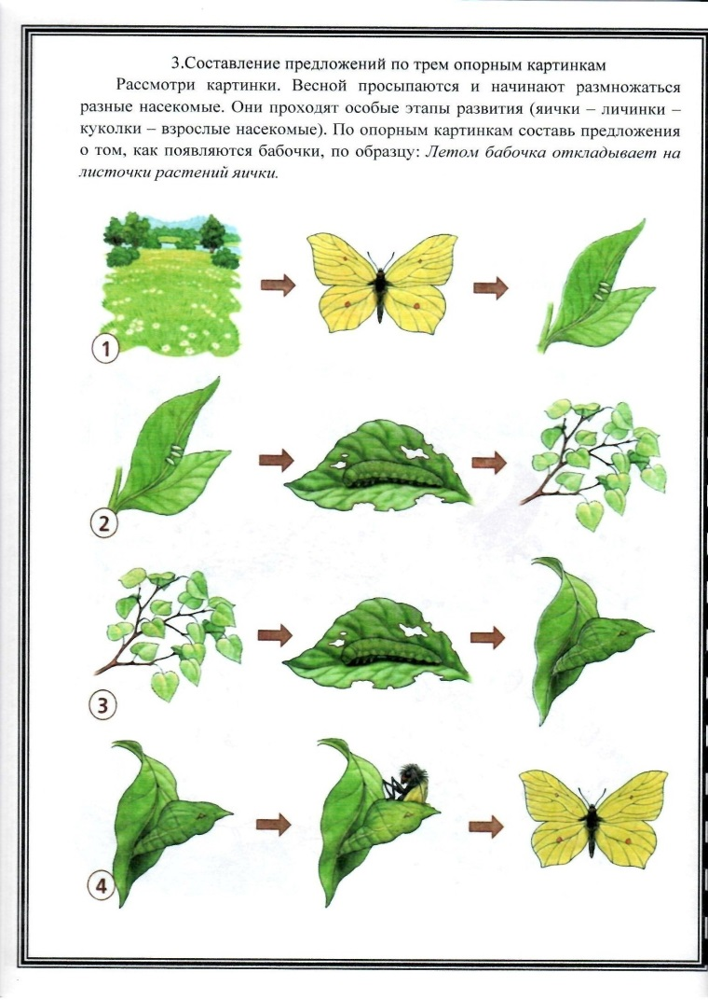 3.Составление предложений по трем опорным картинкам
Рассмотри картинки. Весной просыпаются и начинают размножаться
разные насекомые. Они проходят особые этапы развития (яички – личинки –
куколки – взрослые насекомые). По опорным картинкам составь предложения
о том, как появляются бабочки, по образцу: Летом бабочка откладывает на
листочки растений яички.
1
2
3
4